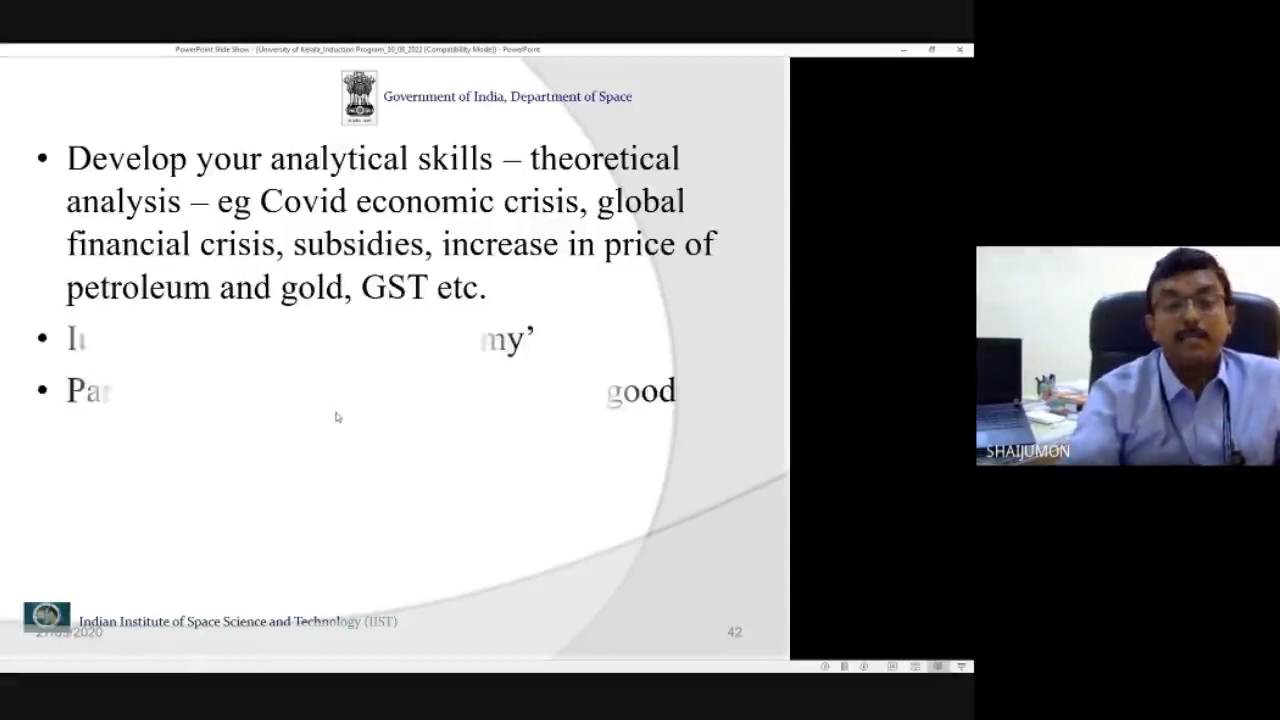 PowerPoint Slide Show - [University of Kerala_Induction Program_30_08_2022 [Compatibility Mode]] - PowerPoint
Government of India, Department of Space
• Develop your analytical skills – theoretical
analysis – eg Covid economic crisis, global
financial crisis, subsidies, increase in price of
petroleum and gold, GST etc.
• my’
• Par good
SHAIJUMON
Indian Institute of Space Science and Technology (IIST)
42